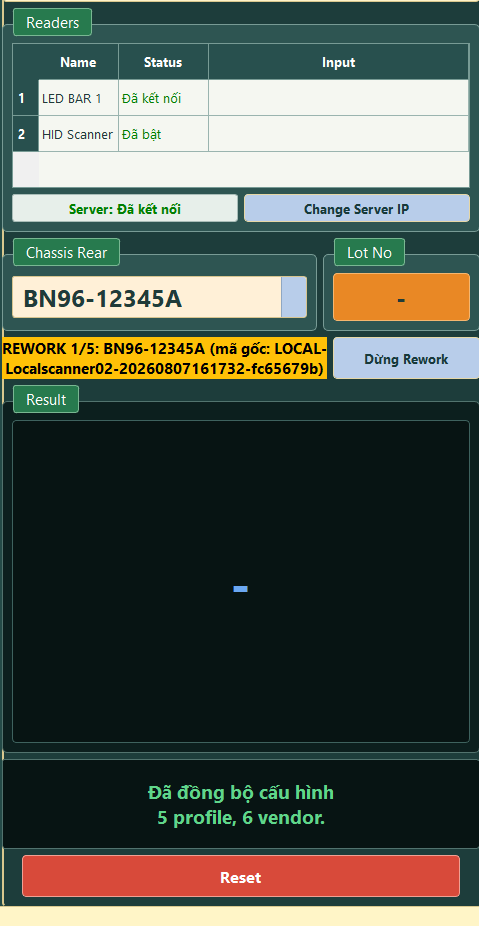 Readers
Name Status Input
1 LED BAR 1 Đã kết nối
2 HID Scanner Đã bật
Server: Đã kết nối Change Server IP
Chassis Rear Lot No
BN96-12345A -
REWORK 1/5: BN96-12345A (mã gốc: LOCAL-
Localscanner02-20260807161732-fc65679b)
Dừng Rework
Result
-
Đã đồng bộ cấu hình
5 profile, 6 vendor.
Reset